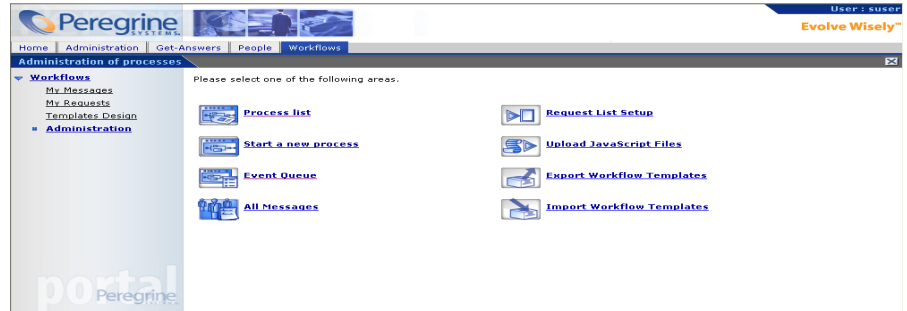 User : suser
Peregrine
SYSTEMS
Evolve Wisely™
Home Administration Get-Answers People Workflows
Administration of processes
Workflows
My Messages
My Requests
Templates Design
Administration
Please select one of the following areas.
Process list
Start a new process
Event Queue
All Messages
Request List Setup
Upload JavaScript Files
Export Workflow Templates
Import Workflow Templates
portal
Peregrine